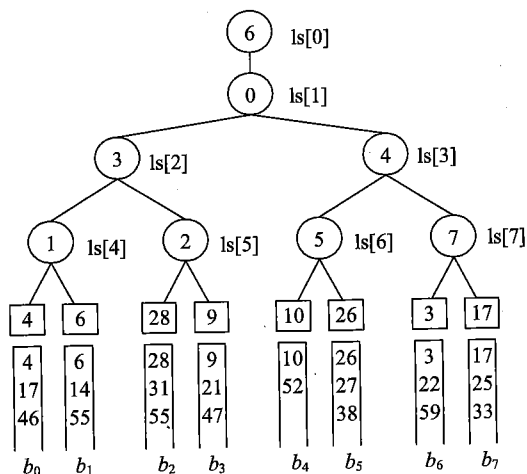 6 ls[0]
0 ls[1]
3 ls[2] 4 ls[3]
1 ls[4] 2 ls[5] 5 ls[6] 7 ls[7]
4 6 28 9 10 26 3 17
4 6 28 9 10 26 3 17
17 14 31 21 52 27 22 25
46 55 55 47 38 59 33
b₀ b₁ b₂ b₃ b₄ b₅ b₆ b₇